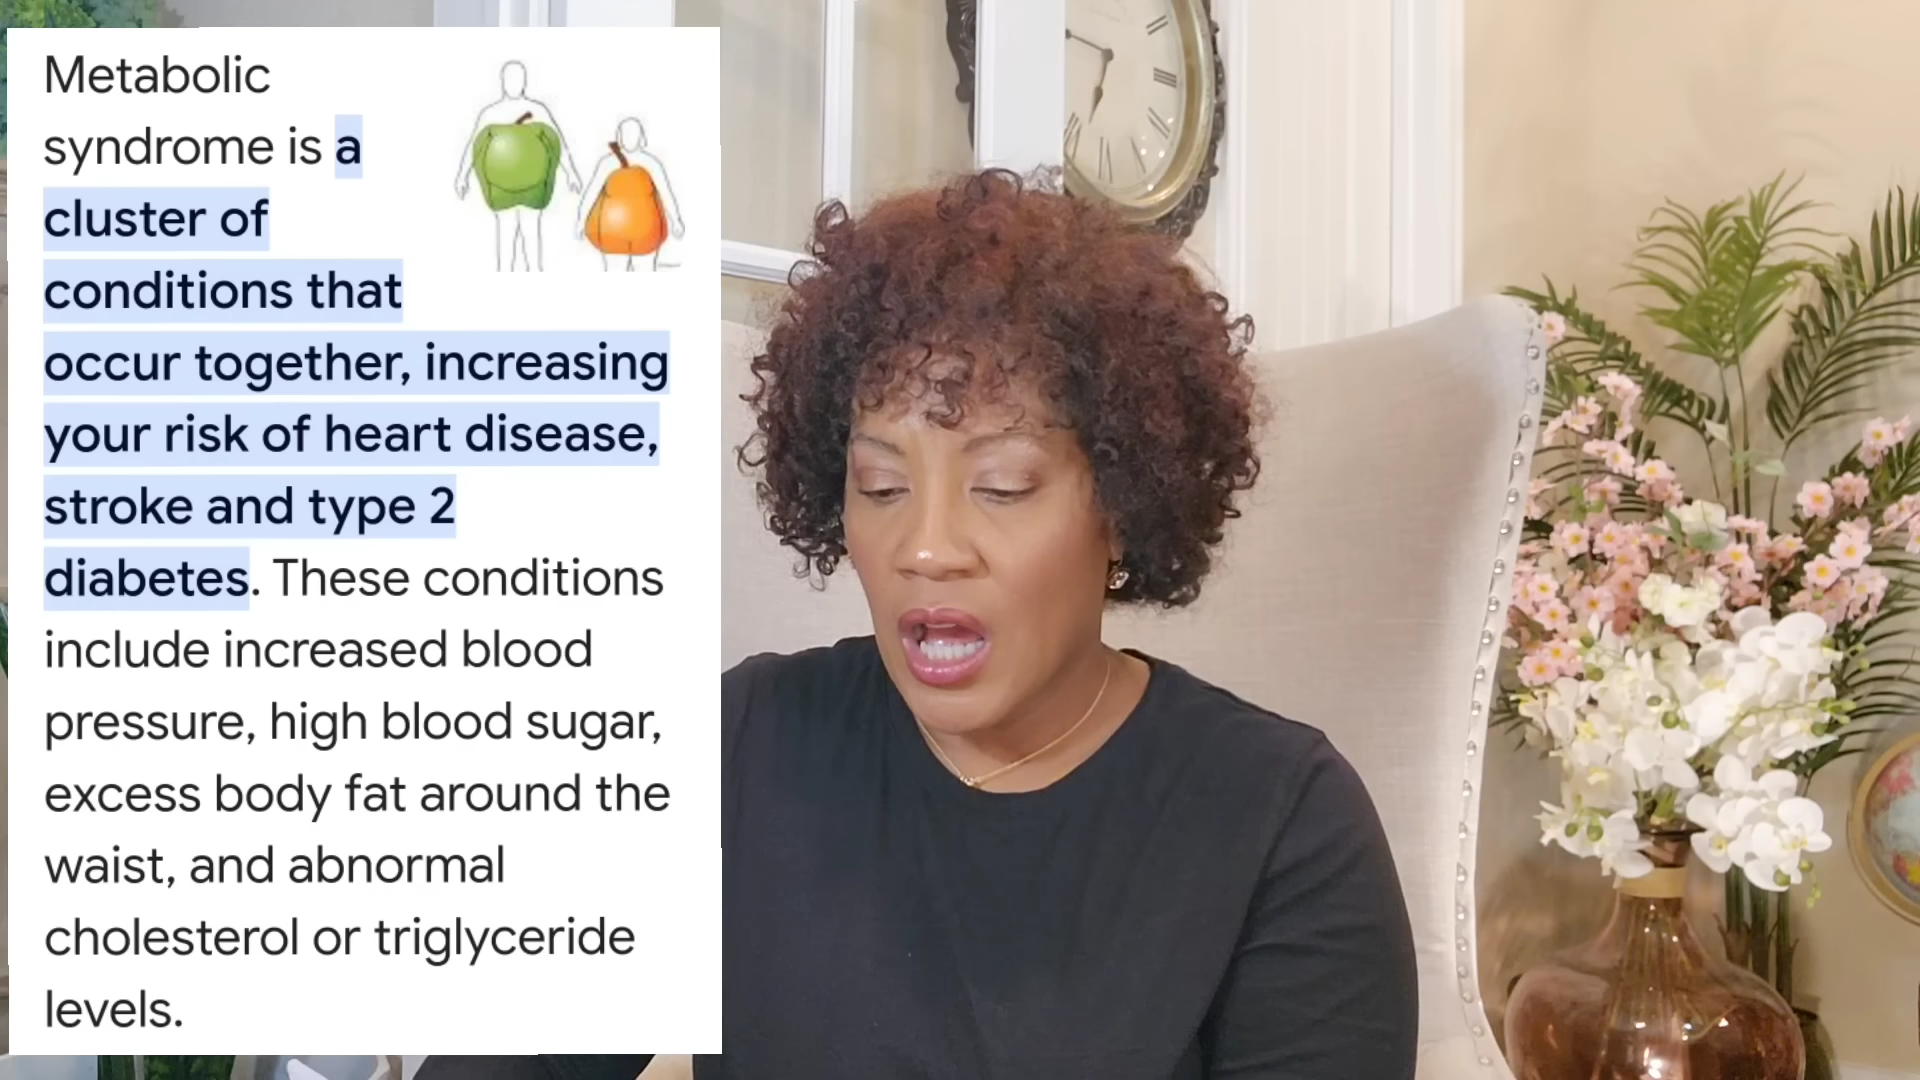 Metabolic
syndrome is a
cluster of
conditions that
occur together, increasing
your risk of heart disease,
stroke and type 2
diabetes. These conditions
include increased blood
pressure, high blood sugar,
excess body fat around the
waist, and abnormal
cholesterol or triglyceride
levels.